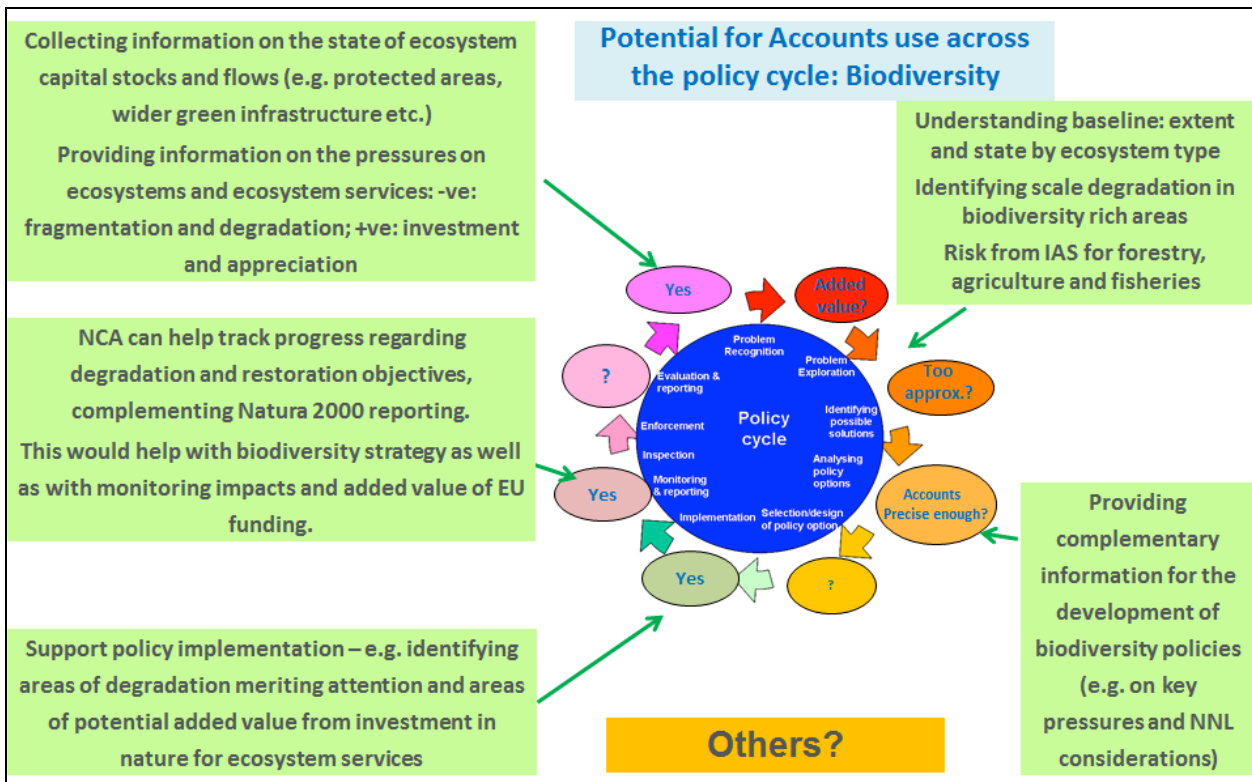 Collecting information on the state of ecosystem
capital stocks and flows (e.g. protected areas,
wider green infrastructure etc.)
Providing information on the pressures on
ecosystems and ecosystem services: -ve:
fragmentation and degradation; +ve: investment
and appreciation
Potential for Accounts use across
the policy cycle: Biodiversity
Understanding baseline: extent
and state by ecosystem type
Identifying scale degradation in
biodiversity rich areas
Risk from IAS for forestry,
agriculture and fisheries
NCA can help track progress regarding
degradation and restoration objectives,
complementing Natura 2000 reporting.
This would help with biodiversity strategy as well
as with monitoring impacts and added value of EU
funding.
Yes
Added
value?
Too
approx.?
Accounts
Precise enough?
?
Yes
Yes
?
Problem
Recognition
Problem
Exploration
Identifying
possible
solutions
Analysing
policy
options
Selection/design
of policy option
Implementation
Monitoring
& reporting
Inspection
Enforcement
Evaluation &
reporting
Policy
cycle
Providing
complementary
information for the
development of
biodiversity policies
(e.g. on key
pressures and NNL
considerations)
Support policy implementation – e.g. identifying
areas of degradation meriting attention and areas
of potential added value from investment in
nature for ecosystem services
Others?